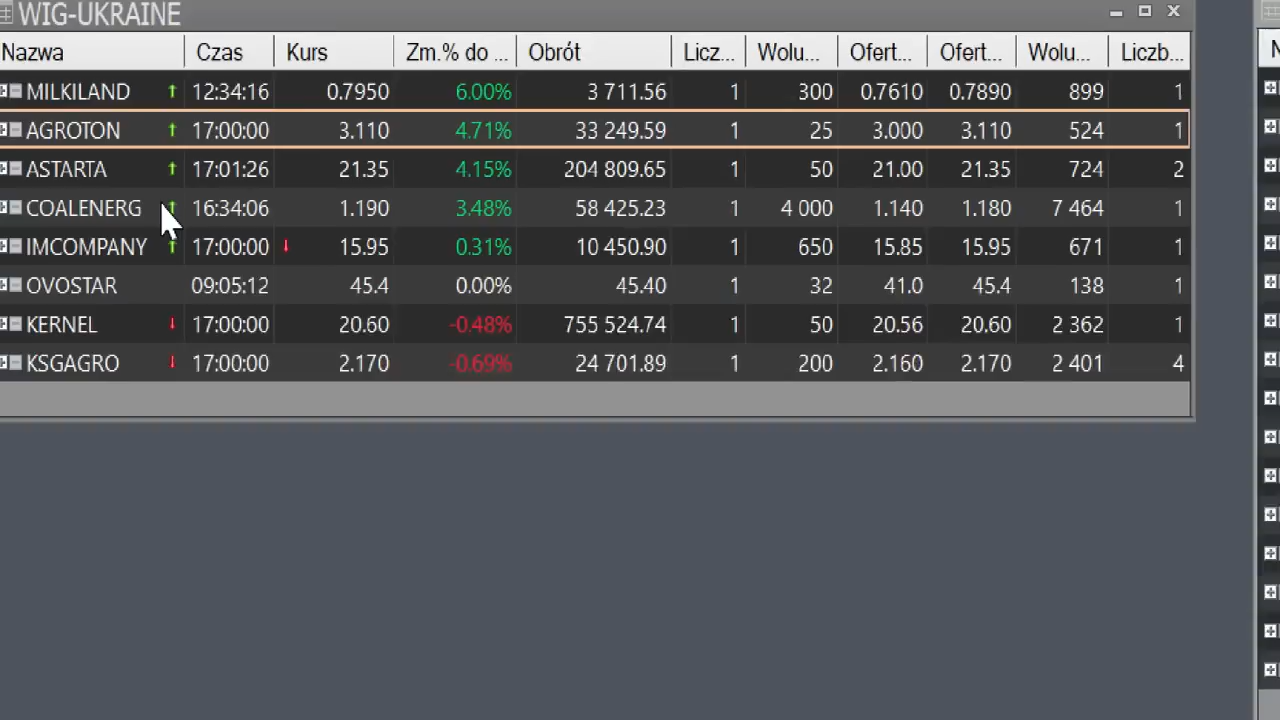 WIG-UKRAINE
Nazwa Czas Kurs Zm.% do ... Obrót Licz... Wolu... Ofert... Ofert... Wolu... Liczb...
MILKILAND 12:34:16 0.7950 6.00% 3 711.56 1 300 0.7610 0.7890 899 1
AGROTON 17:00:00 3.110 4.71% 33 249.59 1 25 3.000 3.110 524 1
ASTARTA 17:01:26 21.35 4.15% 204 809.65 1 50 21.00 21.35 724 2
COALENERG 16:34:06 1.190 3.48% 58 425.23 1 4 000 1.140 1.180 7 464 1
IMCOMPANY 17:00:00 15.95 0.31% 10 450.90 1 650 15.85 15.95 671 1
OVOSTAR 09:05:12 45.4 0.00% 45.40 1 32 41.0 45.4 138 1
KERNEL 17:00:00 20.60 -0.48% 755 524.74 1 50 20.56 20.60 2 362 1
KSGAGRO 17:00:00 2.170 -0.69% 24 701.89 1 200 2.160 2.170 2 401 4